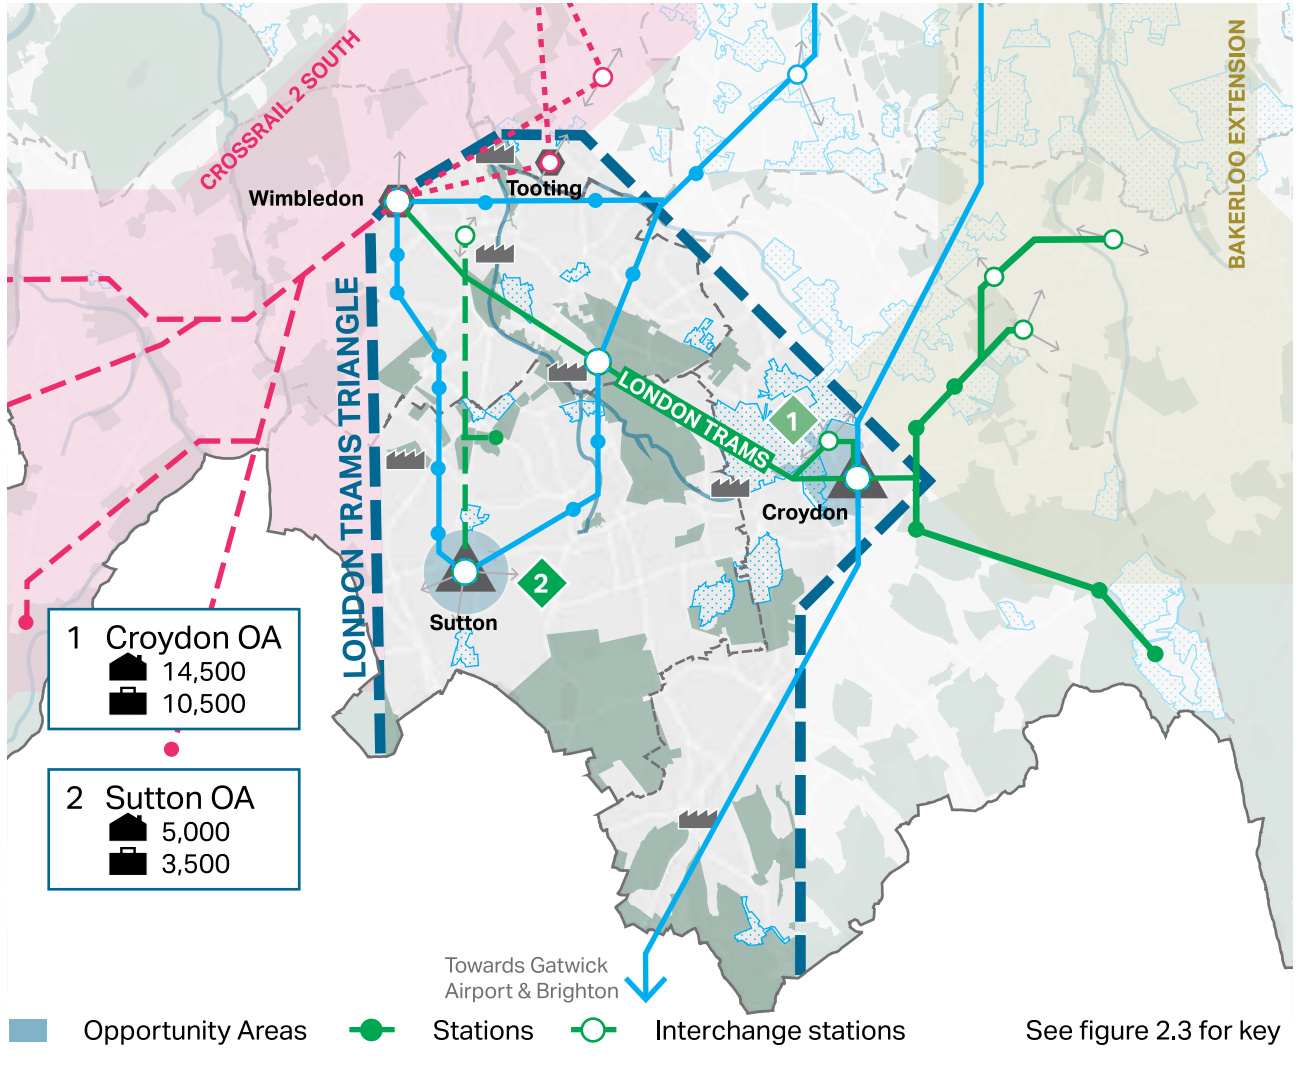 CROSSRAIL 2 SOUTH
BAKERLOO EXTENSION
Wimbledon
Tooting
LONDON TRAMS TRIANGLE
LONDON TRAMS
1
Croydon
2
Sutton
1 Croydon OA
14,500
10,500
2 Sutton OA
5,000
3,500
Towards Gatwick
Airport & Brighton
Opportunity Areas
Stations
Interchange stations
See figure 2.3 for key